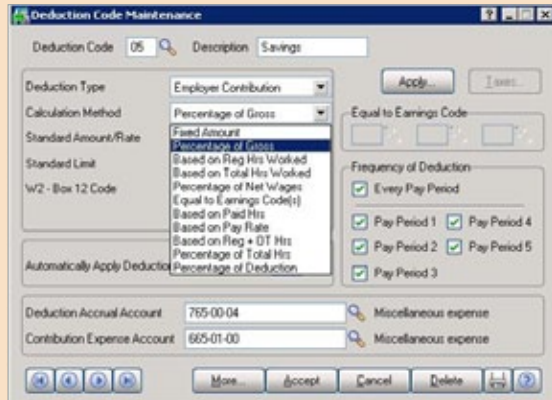 Deduction Code Maintenance
Deduction Code 05 Description Savings
Deduction Type Employer Contribution
Apply... Taxes...
Calculation Method Percentage of Gross
Equal to Earnings Code
Standard Amount/Rate
Standard Limit
W2 - Box 12 Code
Fixed Amount
Percentage of Gross
Based on Reg Hrs Worked
Based on Total Hrs Worked
Percentage of Net Wages
Equal to Earnings Code(s)
Based on Paid Hrs
Based on Pay Rate
Based on Reg + OT Hrs
Percentage of Total Hrs
Percentage of Deduction
Frequency of Deduction
Every Pay Period
Pay Period 1 Pay Period 4
Pay Period 2 Pay Period 5
Pay Period 3
Automatically Apply Deduction
Deduction Accrual Account 765-00-04 Miscellaneous expense
Contribution Expense Account 665-01-00 Miscellaneous expense
More... Accept Cancel Delete